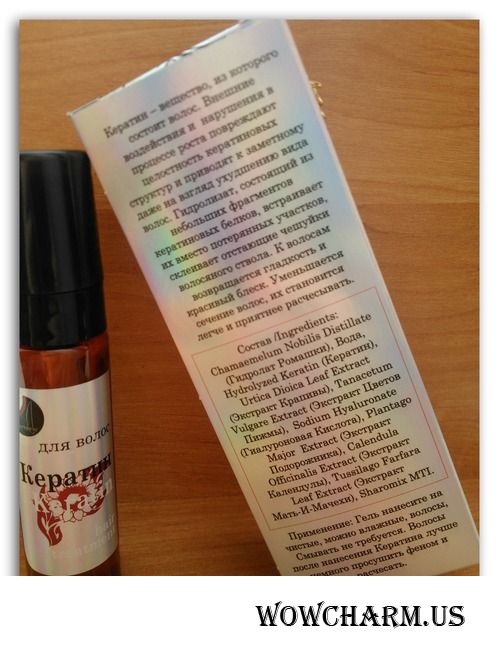 Кератин – вещество, из которого
состоит волос. Внешние
воздействия и нарушения в
процессе роста повреждают
целостность кератиновых
структур и приводят к заметному
даже на взгляд ухудшению вида
волос. Гидролизат, состоящий из
небольших фрагментов
кератиновых белков, встраивает
их вместо потерянных участков,
склеивает отстающие чешуйки
волосяного ствола. К волосам
возвращается гладкость и
красивый блеск. Уменьшается
сечение волос, их становится
легче и приятнее расчесывать.
Состав /Ingredients:
Chamaemelum Nobilis Distillate
(Гидролат Ромашки), Вода,
Hydrolyzed Keratin (Кератин),
Urtica Dioica Leaf Extract
(Экстракт Крапивы), Tanacetum
Vulgare Extract (Экстракт Цветов
Пижмы), Sodium Hyaluronate
(Гиалуроновая Кислота), Plantago
Major Extract (Экстракт
Подорожника), Calendula
Officinalis Extract (Экстракт
Календулы), Tussilago Farfara
Leaf Extract (Экстракт
Мать-И-Мачехи), Sharomix MTI.
Применение: Гель нанесите на
чистые, можно влажные, волосы,
Смывать не требуется. Волосы
после нанесения Кератина лучше
немного просушить феном и
расчесать.
для волос
Кератин
hair
treatment
WOWCHARM.US